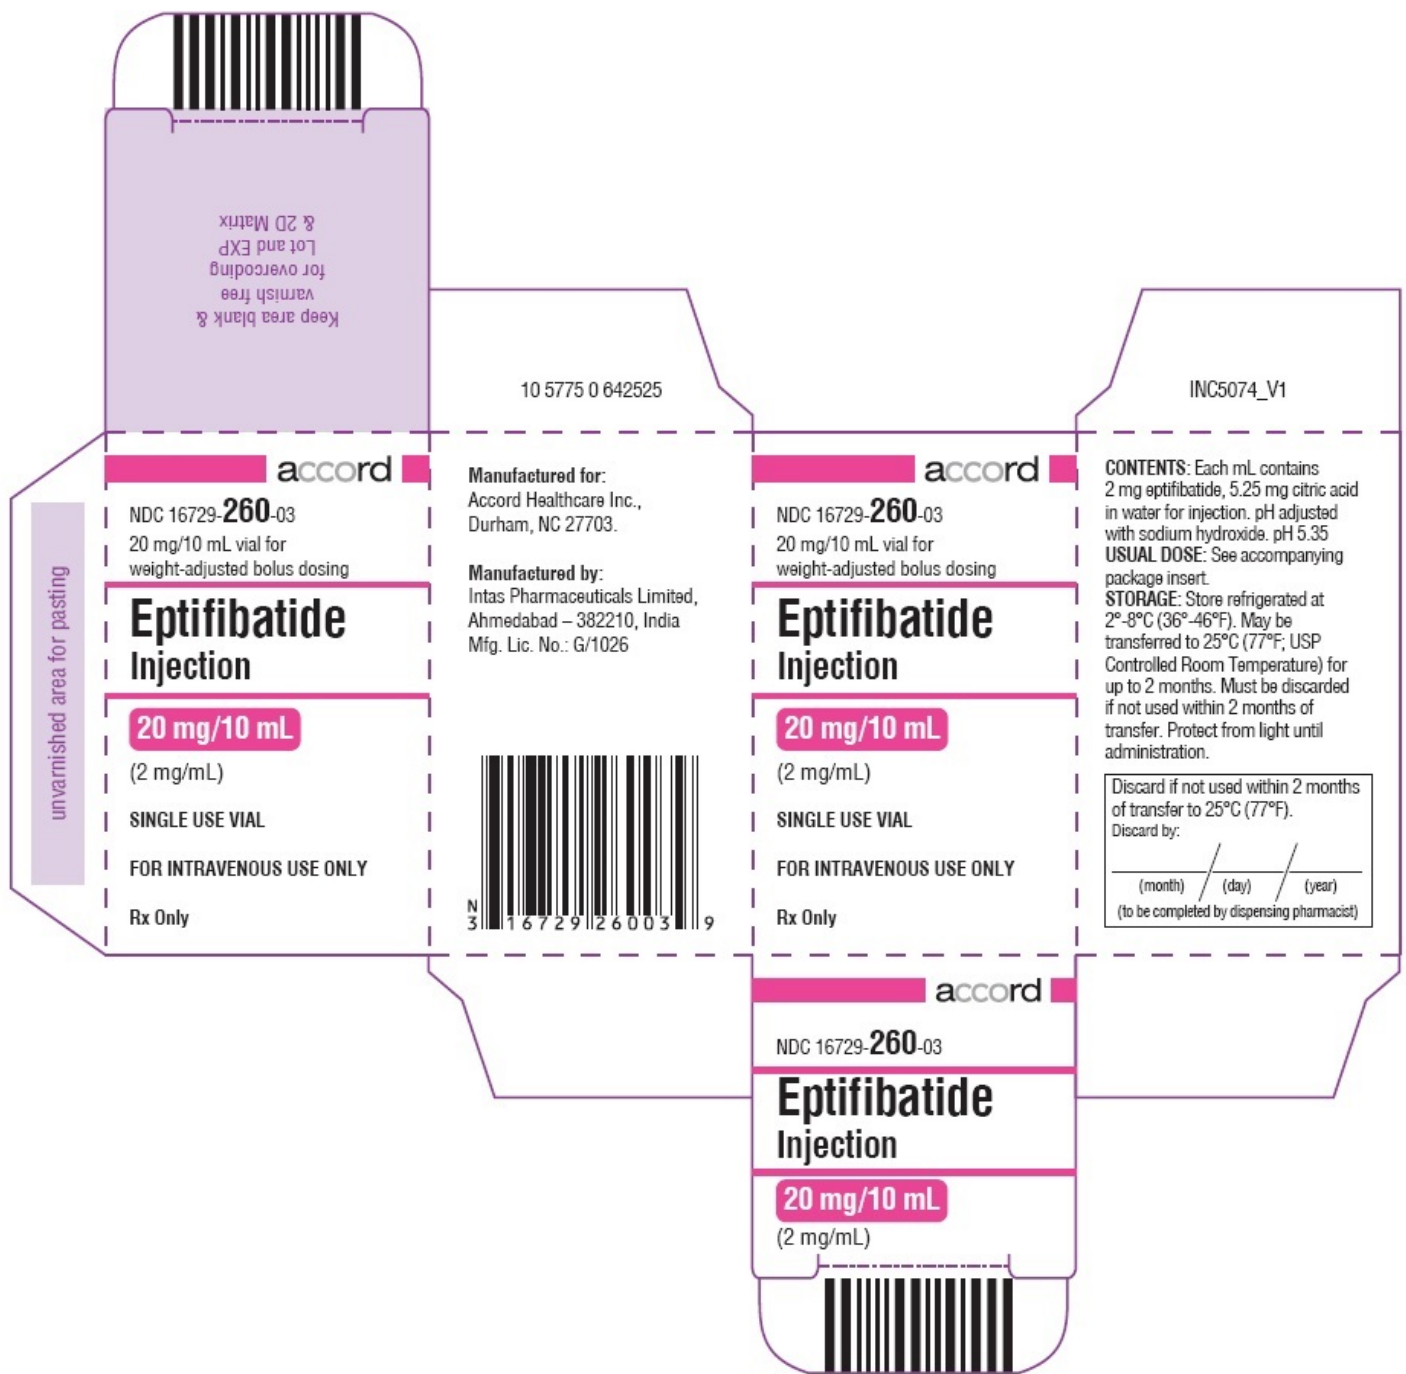 Keep area blank &
varnish free
for overcoding
Lot and EXP
& 2D Matrix
unvarnished area for pasting
accord
NDC 16729-260-03
20 mg/10 mL vial for
weight-adjusted bolus dosing
Eptifibatide
Injection
20 mg/10 mL
(2 mg/mL)
SINGLE USE VIAL
FOR INTRAVENOUS USE ONLY
Rx Only
10 5775 0 642525
Manufactured for:
Accord Healthcare Inc.,
Durham, NC 27703.
Manufactured by:
Intas Pharmaceuticals Limited,
Ahmedabad – 382210, India
Mfg. Lic. No.: G/1026
N
3 16729 26003 9
accord
NDC 16729-260-03
20 mg/10 mL vial for
weight-adjusted bolus dosing
Eptifibatide
Injection
20 mg/10 mL
(2 mg/mL)
SINGLE USE VIAL
FOR INTRAVENOUS USE ONLY
Rx Only
accord
NDC 16729-260-03
Eptifibatide
Injection
20 mg/10 mL
(2 mg/mL)
INC5074_V1
CONTENTS: Each mL contains
2 mg eptifibatide, 5.25 mg citric acid
in water for injection. pH adjusted
with sodium hydroxide. pH 5.35
USUAL DOSE: See accompanying
package insert.
STORAGE: Store refrigerated at
2°-8°C (36°-46°F). May be
transferred to 25°C (77°F; USP
Controlled Room Temperature) for
up to 2 months. Must be discarded
if not used within 2 months of
transfer. Protect from light until
administration.
Discard if not used within 2 months
of transfer to 25°C (77°F).
Discard by:
(month) / (day) / (year)
(to be completed by dispensing pharmacist)